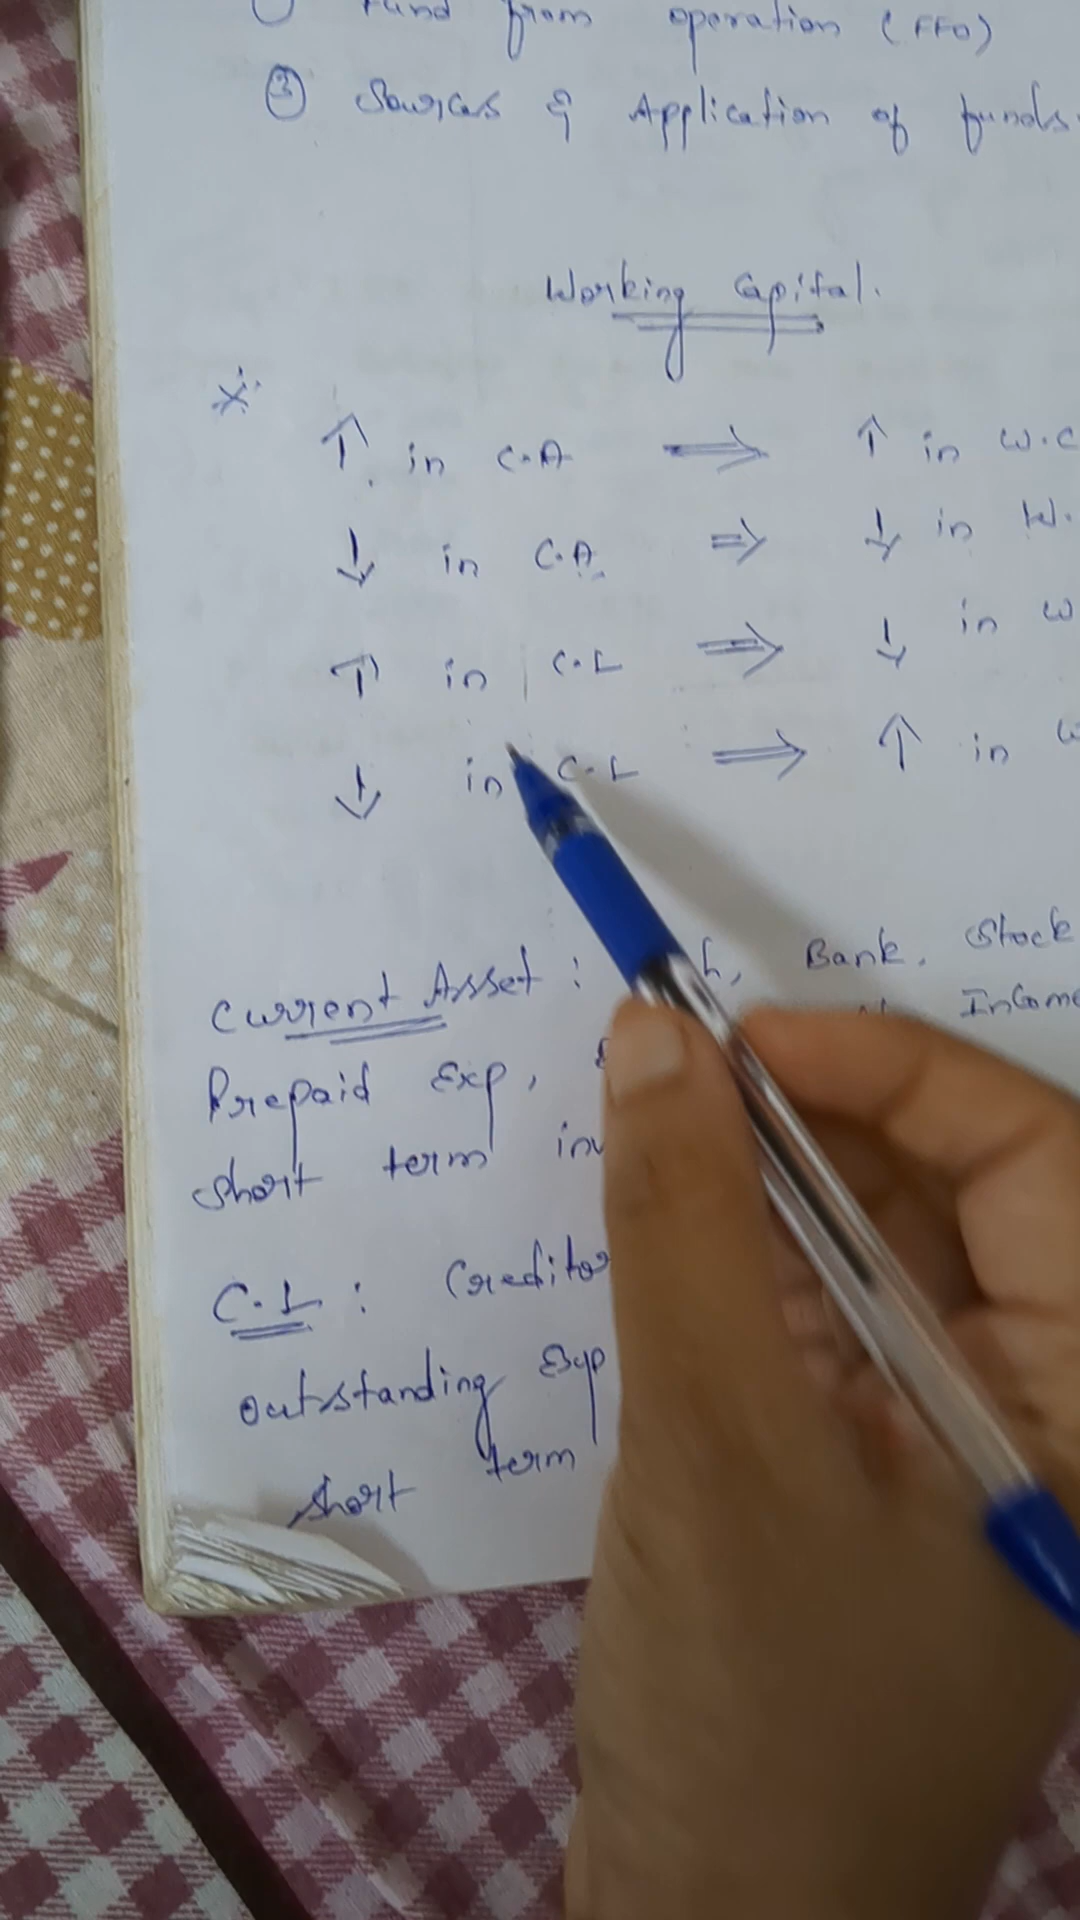 Fund from operation (FFO)
③ Sources & Application of funds.
Working Capital.
↑ in C.A ⟹ ↑ in W.C
↓ in C.A. ⟹ ↓ in W.
↑ in C.L ⟹ ↓ in W
↓ in C.L ⟹ ↑ in W
Current Asset : Bank, Stock
Prepaid Exp, Income
Short term inv
C.L : Creditor
Outstanding Exp
Short term